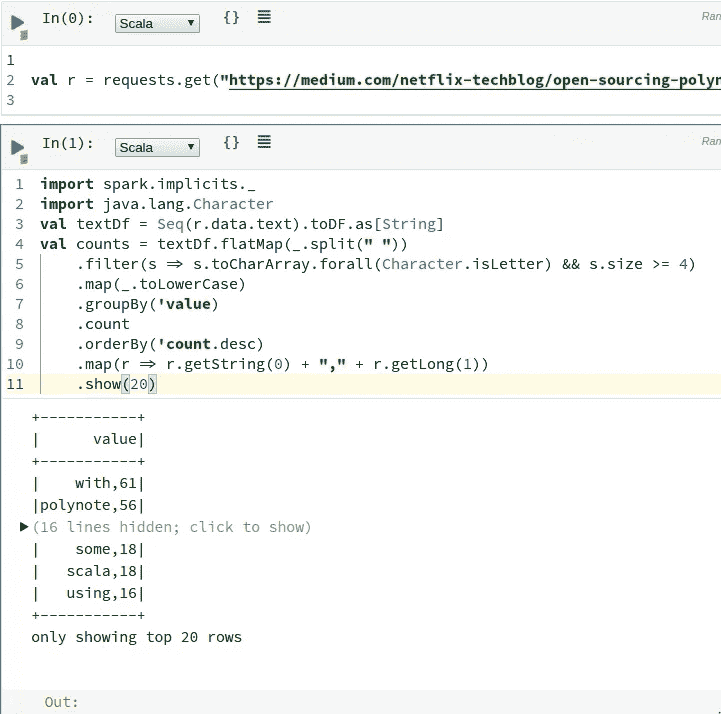 In(0): Scala {}
Ran
1
2 val r = requests.get("https://medium.com/netflix-techblog/open-sourcing-polyn
3
In(1): Scala {}
Ran
1 import spark.implicits._
2 import java.lang.Character
3 val textDf = Seq(r.data.text).toDF.as[String]
4 val counts = textDf.flatMap(_.split(" "))
5 .filter(s ⇒ s.toCharArray.forall(Character.isLetter) && s.size >= 4)
6 .map(_.toLowerCase)
7 .groupBy('value)
8 .count
9 .orderBy('count.desc)
10 .map(r ⇒ r.getString(0) + "," + r.getLong(1))
11 .show(20)
+-----------+
| value|
+-----------+
| with,61|
|polynote,56|
(16 lines hidden; click to show)
| some,18|
| scala,18|
| using,16|
+-----------+
only showing top 20 rows
Out: